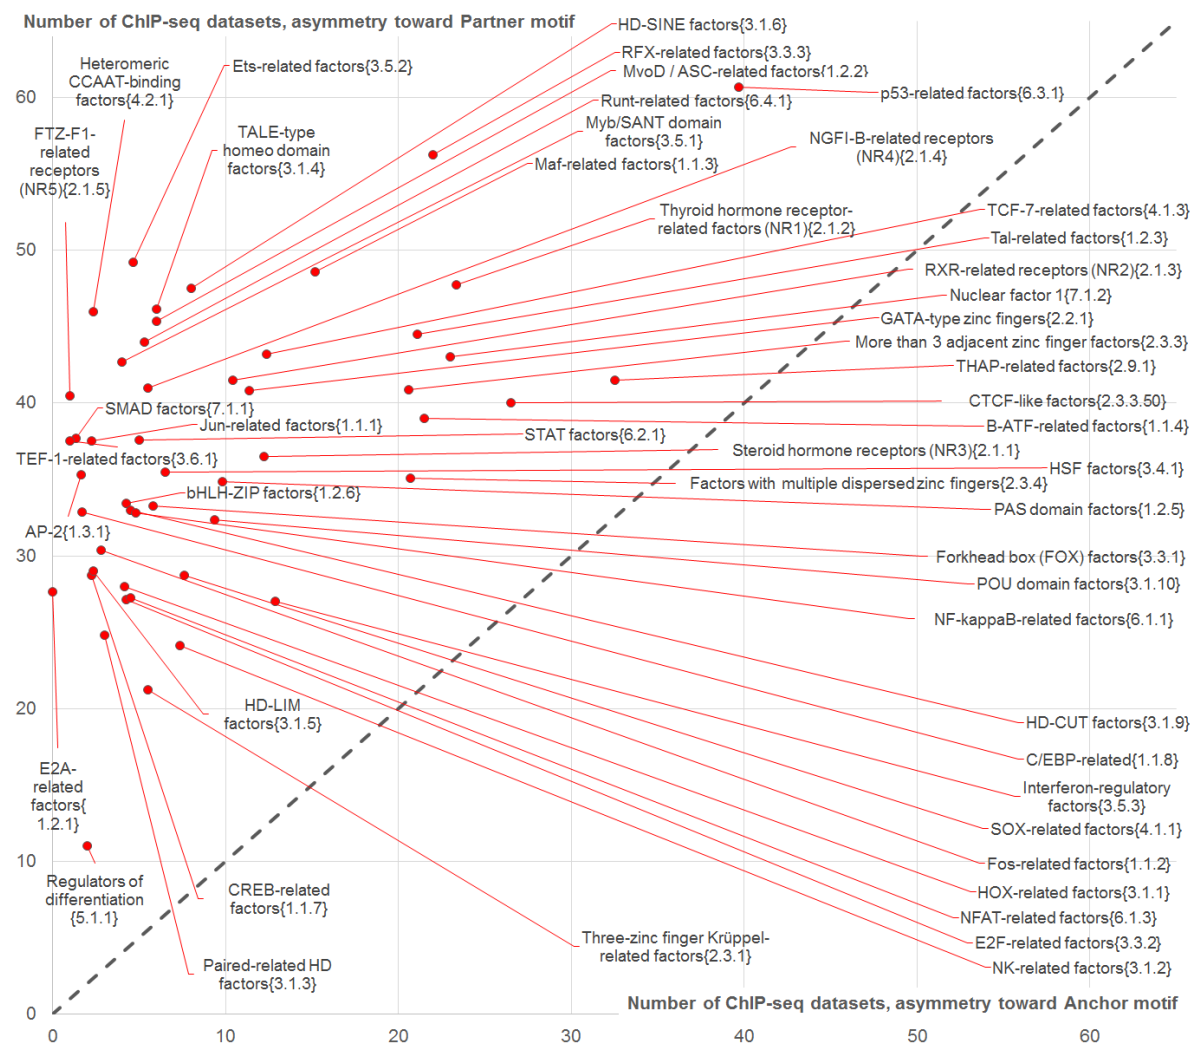 Number of ChIP-seq datasets, asymmetry toward Partner motif
HD-SINE factors{3.1.6}
RFX-related factors{3.3.3}
MvoD / ASC-related factors{1.2.2}
p53-related factors{6.3.1}
Runt-related factors{6.4.1}
Myb/SANT domain
factors{3.5.1}
Maf-related factors{1.1.3}
NGFI-B-related receptors
(NR4){2.1.4}
Heteromeric
CCAAT-binding
factors{4.2.1}
Ets-related factors{3.5.2}
FTZ-F1-
related
receptors
(NR5){2.1.5}
TALE-type
homeo domain
factors{3.1.4}
Thyroid hormone receptor-
related factors (NR1){2.1.2}
TCF-7-related factors{4.1.3}
Tal-related factors{1.2.3}
RXR-related receptors (NR2){2.1.3}
Nuclear factor 1{7.1.2}
GATA-type zinc fingers{2.2.1}
More than 3 adjacent zinc finger factors{2.3.3}
THAP-related factors{2.9.1}
CTCF-like factors{2.3.3.50}
B-ATF-related factors{1.1.4}
SMAD factors{7.1.1}
Jun-related factors{1.1.1}
STAT factors{6.2.1}
TEF-1-related factors{3.6.1}
Steroid hormone receptors (NR3){2.1.1}
HSF factors{3.4.1}
Factors with multiple dispersed zinc fingers{2.3.4}
bHLH-ZIP factors{1.2.6}
PAS domain factors{1.2.5}
AP-2{1.3.1}
Forkhead box (FOX) factors{3.3.1}
POU domain factors{3.1.10}
NF-kappaB-related factors{6.1.1}
HD-LIM
factors{3.1.5}
HD-CUT factors{3.1.9}
C/EBP-related{1.1.8}
E2A-
related
factors{
1.2.1}
Interferon-regulatory
factors{3.5.3}
SOX-related factors{4.1.1}
Fos-related factors{1.1.2}
HOX-related factors{3.1.1}
NFAT-related factors{6.1.3}
E2F-related factors{3.3.2}
NK-related factors{3.1.2}
Regulators of
differentiation
{5.1.1}
CREB-related
factors{1.1.7}
Three-zinc finger Krüppel-
related factors{2.3.1}
Paired-related HD
factors{3.1.3}
Number of ChIP-seq datasets, asymmetry toward Anchor motif
60
50
40
30
20
10
0
0 10 20 30 40 50 60